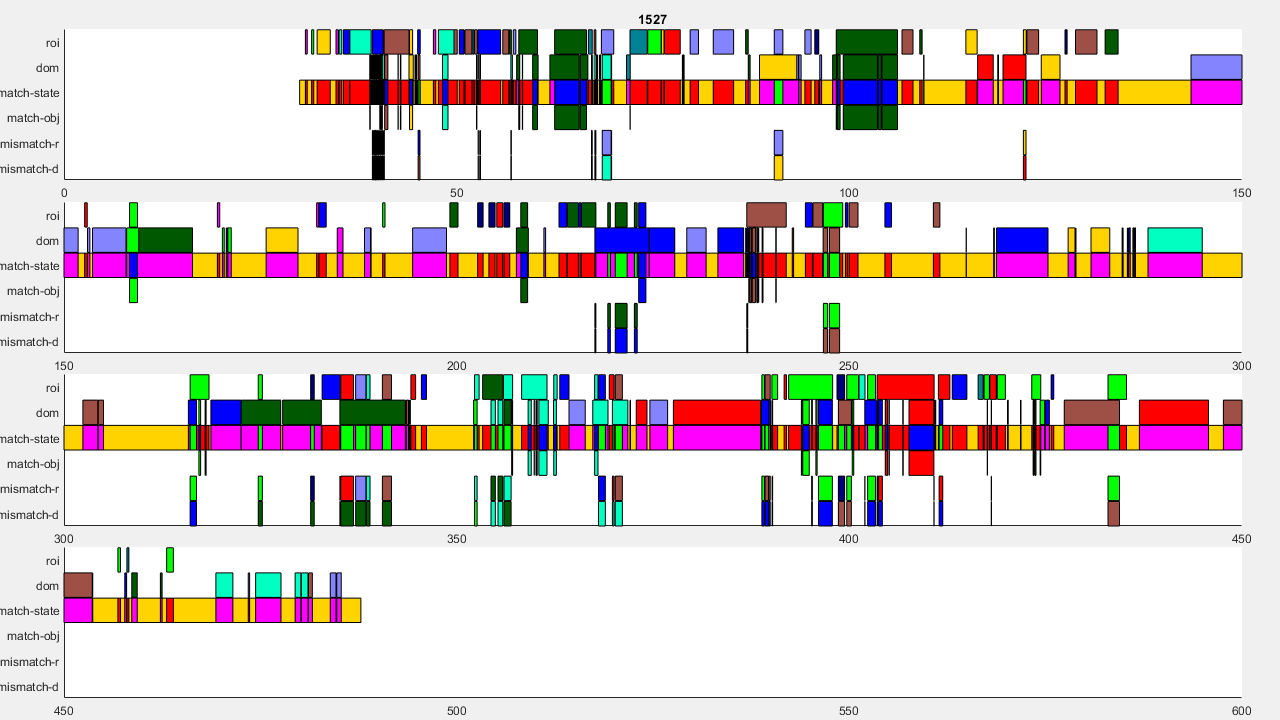 1527
roi
dom
match-state
match-obj
mismatch-r
mismatch-d
0 50 100 150
roi
dom
match-state
match-obj
mismatch-r
mismatch-d
150 200 250 300
roi
dom
match-state
match-obj
mismatch-r
mismatch-d
300 350 400 450
roi
dom
match-state
match-obj
mismatch-r
mismatch-d
450 500 550 600